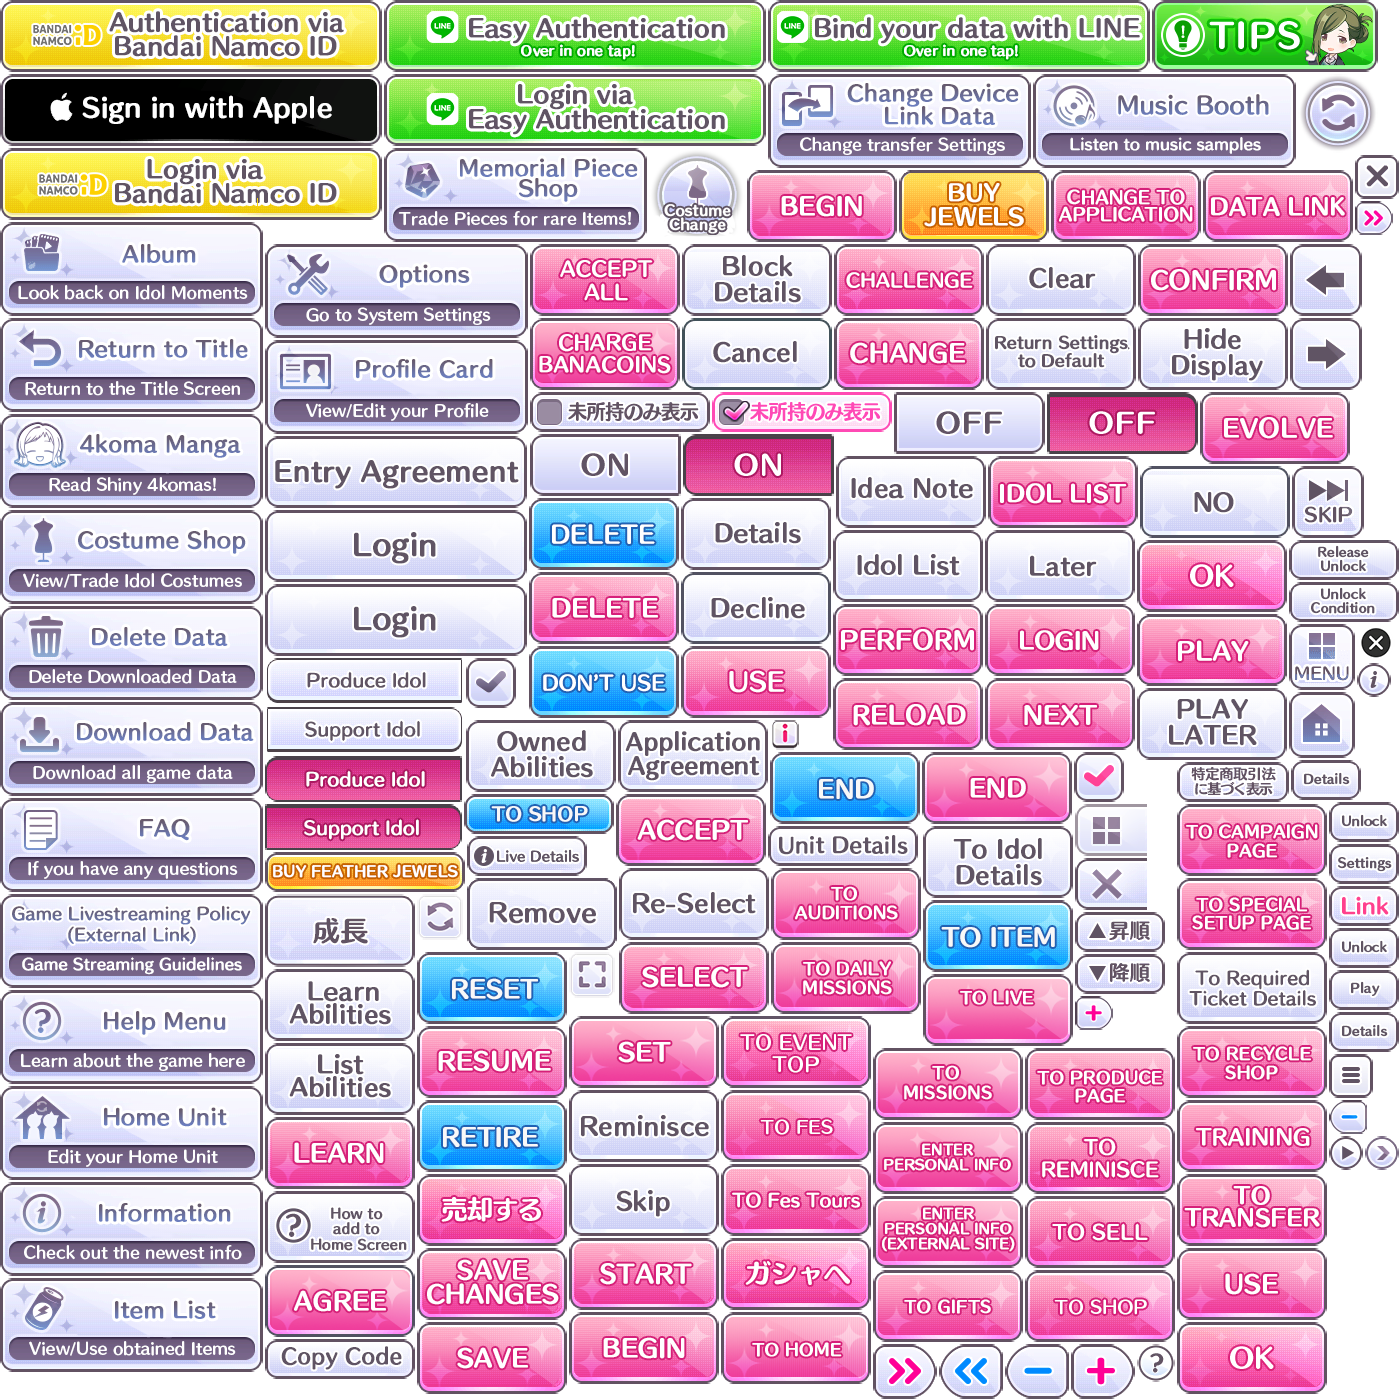 BANDAI
NAMCO iD
Authentication via
Bandai Namco ID
LINE
Easy Authentication
Over in one tap!
LINE
Bind your data with LINE
Over in one tap!
TIPS
Sign in with Apple
LINE
Login via
Easy Authentication
Change Device
Link Data
Change transfer Settings
Music Booth
Listen to music samples
BANDAI
NAMCO iD
Login via
Bandai Namco ID
Memorial Piece
Shop
Trade Pieces for rare Items!
Costume
Change
BEGIN
BUY
JEWELS
CHANGE TO
APPLICATION
DATA LINK
Album
Look back on Idol Moments
Options
Go to System Settings
ACCEPT
ALL
Block
Details
CHALLENGE
Clear
CONFIRM
Return to Title
Return to the Title Screen
Profile Card
View/Edit your Profile
CHARGE
BANACOINS
Cancel
CHANGE
Return Settings
to Default
Hide
Display
未所持のみ表示
未所持のみ表示
OFF
OFF
EVOLVE
4koma Manga
Read Shiny 4komas!
Entry Agreement
ON
ON
Idea Note
IDOL LIST
NO
SKIP
Costume Shop
View/Trade Idol Costumes
Login
DELETE
Details
Idol List
Later
OK
Release
Unlock
Unlock
Condition
Delete Data
Delete Downloaded Data
Login
DELETE
Decline
PERFORM
LOGIN
PLAY
MENU
i
Produce Idol
DON'T USE
USE
RELOAD
NEXT
PLAY
LATER
Download Data
Download all game data
Support Idol
Owned
Abilities
Application
Agreement
i
Produce Idol
END
END
特定商取引法
に基づく表示
Details
FAQ
If you have any questions
Support Idol
TO SHOP
ACCEPT
Unit Details
To Idol
Details
TO CAMPAIGN
PAGE
Unlock
BUY FEATHER JEWELS
Live Details
Settings
Game Livestreaming Policy
(External Link)
Game Streaming Guidelines
成長
Remove
Re-Select
TO
AUDITIONS
TO ITEM
▲昇順
TO SPECIAL
SETUP PAGE
Link
Unlock
Learn
Abilities
RESET
SELECT
TO DAILY
MISSIONS
TO LIVE
▼降順
To Required
Ticket Details
Play
Details
Help Menu
Learn about the game here
List
Abilities
RESUME
SET
TO EVENT
TOP
TO
MISSIONS
TO PRODUCE
PAGE
TO RECYCLE
SHOP
Home Unit
Edit your Home Unit
LEARN
RETIRE
Reminisce
TO FES
ENTER
PERSONAL INFO
TO
REMINISCE
TRAINING
Information
Check out the newest info
How to
add to
Home Screen
売却する
Skip
TO Fes Tours
ENTER
PERSONAL INFO
(EXTERNAL SITE)
TO SELL
TO
TRANSFER
Item List
View/Use obtained Items
AGREE
SAVE
CHANGES
START
ガシャへ
TO GIFTS
TO SHOP
USE
Copy Code
SAVE
BEGIN
TO HOME
?
OK